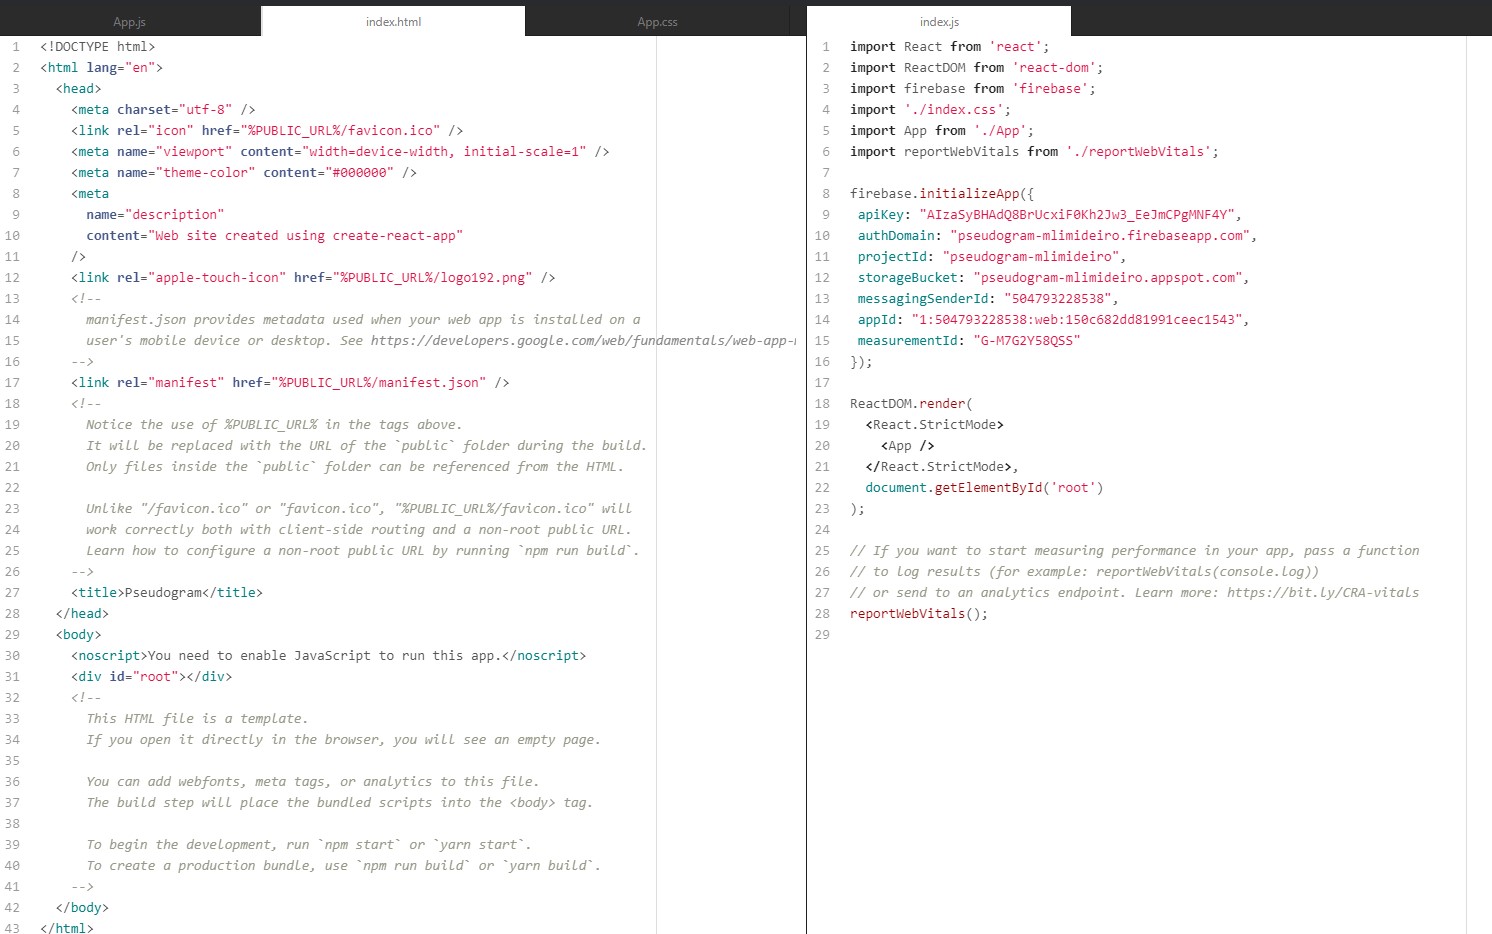 App.js
index.html
App.css
1 <!DOCTYPE html>
2 <html lang="en">
3 <head>
4 <meta charset="utf-8" />
5 <link rel="icon" href="%PUBLIC_URL%/favicon.ico" />
6 <meta name="viewport" content="width=device-width, initial-scale=1" />
7 <meta name="theme-color" content="#000000" />
8 <meta
9 name="description"
10 content="Web site created using create-react-app"
11 />
12 <link rel="apple-touch-icon" href="%PUBLIC_URL%/logo192.png" />
13 <!--
14 manifest.json provides metadata used when your web app is installed on a
15 user's mobile device or desktop. See https://developers.google.com/web/fundamentals/web-app-
16 -->
17 <link rel="manifest" href="%PUBLIC_URL%/manifest.json" />
18 <!--
19 Notice the use of %PUBLIC_URL% in the tags above.
20 It will be replaced with the URL of the `public` folder during the build.
21 Only files inside the `public` folder can be referenced from the HTML.
22
23 Unlike "/favicon.ico" or "favicon.ico", "%PUBLIC_URL%/favicon.ico" will
24 work correctly both with client-side routing and a non-root public URL.
25 Learn how to configure a non-root public URL by running `npm run build`.
26 -->
27 <title>Pseudogram</title>
28 </head>
29 <body>
30 <noscript>You need to enable JavaScript to run this app.</noscript>
31 <div id="root"></div>
32 <!--
33 This HTML file is a template.
34 If you open it directly in the browser, you will see an empty page.
35
36 You can add webfonts, meta tags, or analytics to this file.
37 The build step will place the bundled scripts into the <body> tag.
38
39 To begin the development, run `npm start` or `yarn start`.
40 To create a production bundle, use `npm run build` or `yarn build`.
41 -->
42 </body>
43 </html>
index.js
1 import React from 'react';
2 import ReactDOM from 'react-dom';
3 import firebase from 'firebase';
4 import './index.css';
5 import App from './App';
6 import reportWebVitals from './reportWebVitals';
7
8 firebase.initializeApp({
9 apiKey: "AIzaSyBHAdQ8BrUcxiF0Kh2Jw3_EeJmCPgMNF4Y",
10 authDomain: "pseudogram-mlimideiro.firebaseapp.com",
11 projectId: "pseudogram-mlimideiro",
12 storageBucket: "pseudogram-mlimideiro.appspot.com",
13 messagingSenderId: "504793228538",
14 appId: "1:504793228538:web:150c682dd81991ceec1543",
15 measurementId: "G-M7G2Y58QSS"
16 });
17
18 ReactDOM.render(
19 <React.StrictMode>
20 <App />
21 </React.StrictMode>,
22 document.getElementById('root')
23 );
24
25 // If you want to start measuring performance in your app, pass a function
26 // to log results (for example: reportWebVitals(console.log))
27 // or send to an analytics endpoint. Learn more: https://bit.ly/CRA-vitals
28 reportWebVitals();
29